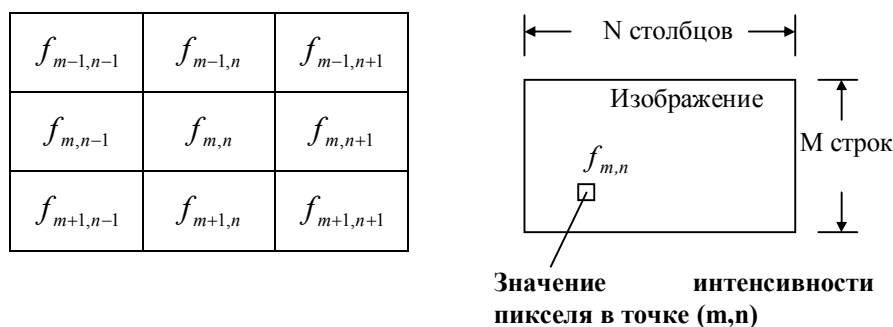 f_{m−1,n−1} f_{m−1,n} f_{m−1,n+1}
f_{m,n−1} f_{m,n} f_{m,n+1}
f_{m+1,n−1} f_{m+1,n} f_{m+1,n+1}
N столбцов
Изображение
M строк
f_{m,n}
Значение интенсивности
пикселя в точке (m,n)